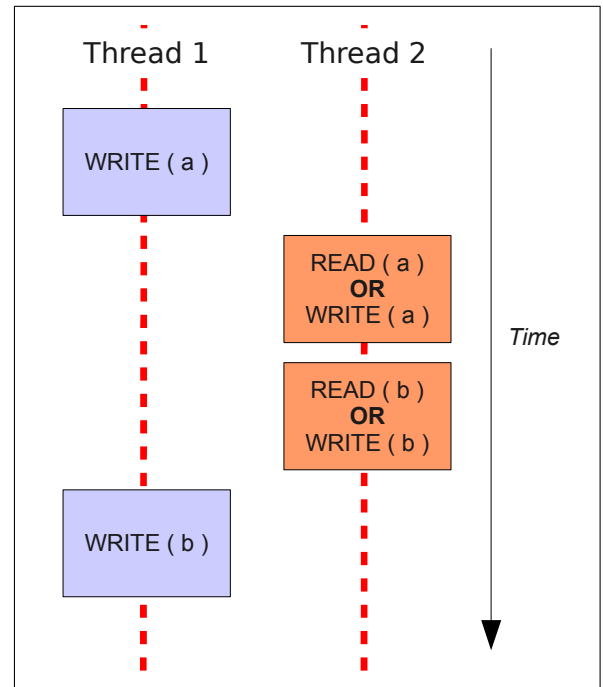 Thread 1
Thread 2
WRITE ( a )
READ ( a )
OR
WRITE ( a )
Time
READ ( b )
OR
WRITE ( b )
WRITE ( b )